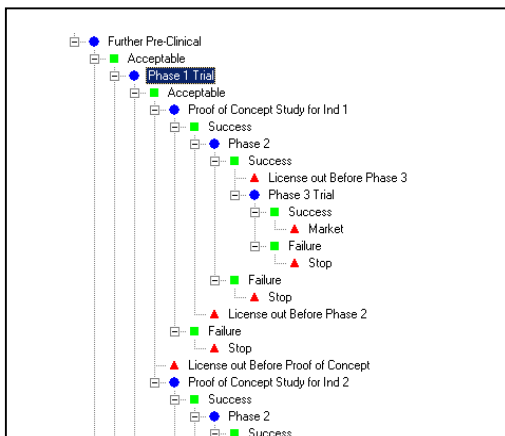 Further Pre-Clinical
Acceptable
Phase 1 Trial
Acceptable
Proof of Concept Study for Ind 1
Success
Phase 2
Success
License out Before Phase 3
Phase 3 Trial
Success
Market
Failure
Stop
Failure
Stop
License out Before Phase 2
Failure
Stop
License out Before Proof of Concept
Proof of Concept Study for Ind 2
Success
Phase 2
Success